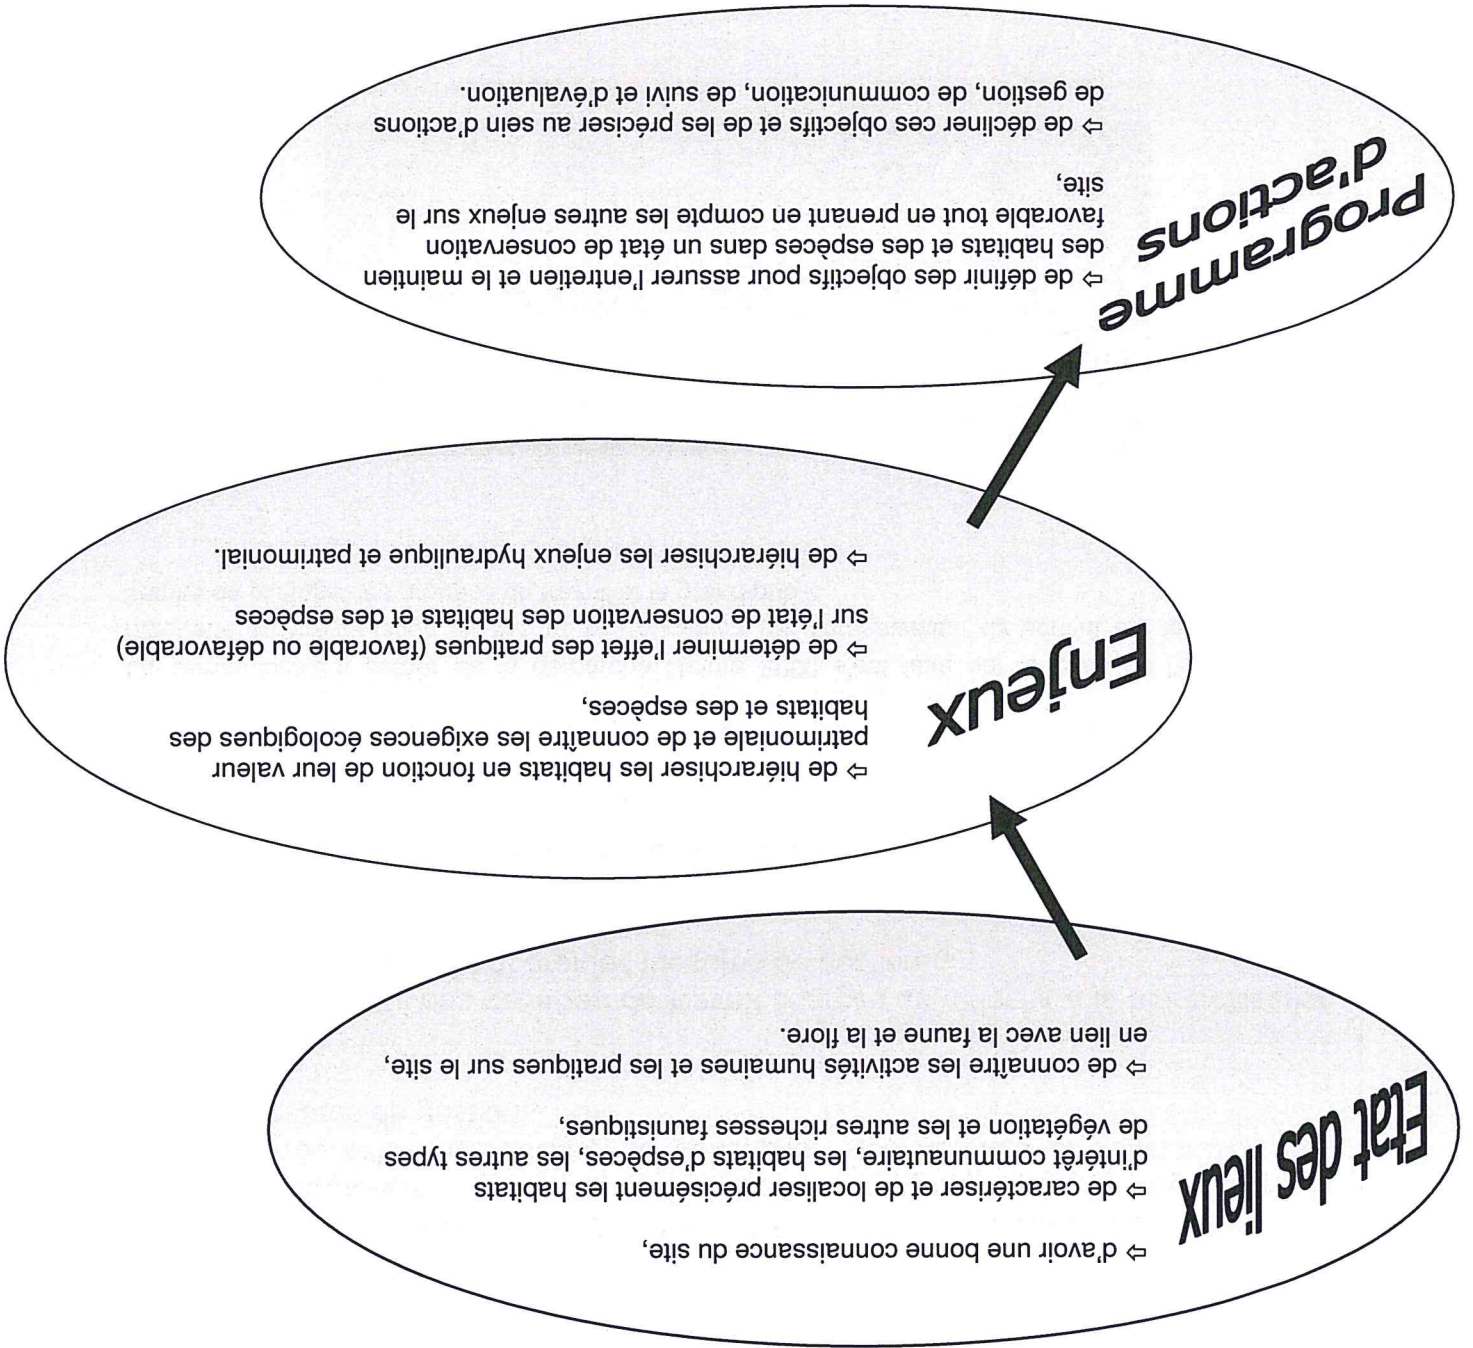 Etat des lieux
⇨ d'avoir une bonne connaissance du site,
⇨ de caractériser et de localiser précisément les habitats
d'intérêt communautaire, les habitats d'espèces, les autres types
de végétation et les autres richesses faunistiques,
⇨ de connaître les activités humaines et les pratiques sur le site,
en lien avec la faune et la flore.
Enjeux
⇨ de hiérarchiser les habitats en fonction de leur valeur
patrimoniale et de connaître les exigences écologiques des
habitats et des espèces,
⇨ de déterminer l'effet des pratiques (favorable ou défavorable)
sur l'état de conservation des habitats et des espèces
⇨ de hiérarchiser les enjeux hydraulique et patrimonial.
Programme
d'actions
⇨ de définir des objectifs pour assurer l'entretien et le maintien
des habitats et des espèces dans un état de conservation
favorable tout en prenant en compte les autres enjeux sur le
site,
⇨ de décliner ces objectifs et de les préciser au sein d'actions
de gestion, de communication, de suivi et d'évaluation.